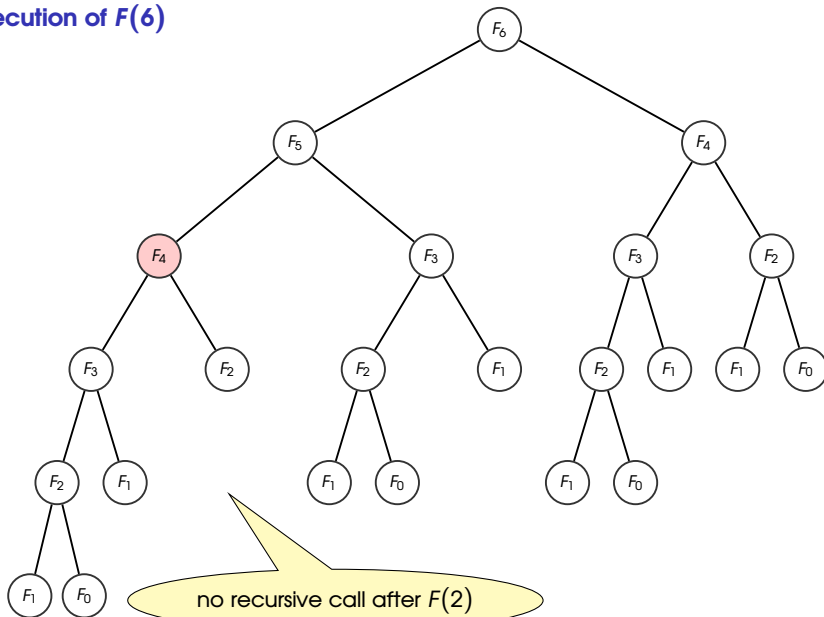 ecution of F(6)
F6
F5 F4
F4 F3 F3 F2
F3 F2 F2 F1 F2 F1 F1 F0
F2 F1 F1 F0 F1 F0
F1 F0
no recursive call after F(2)